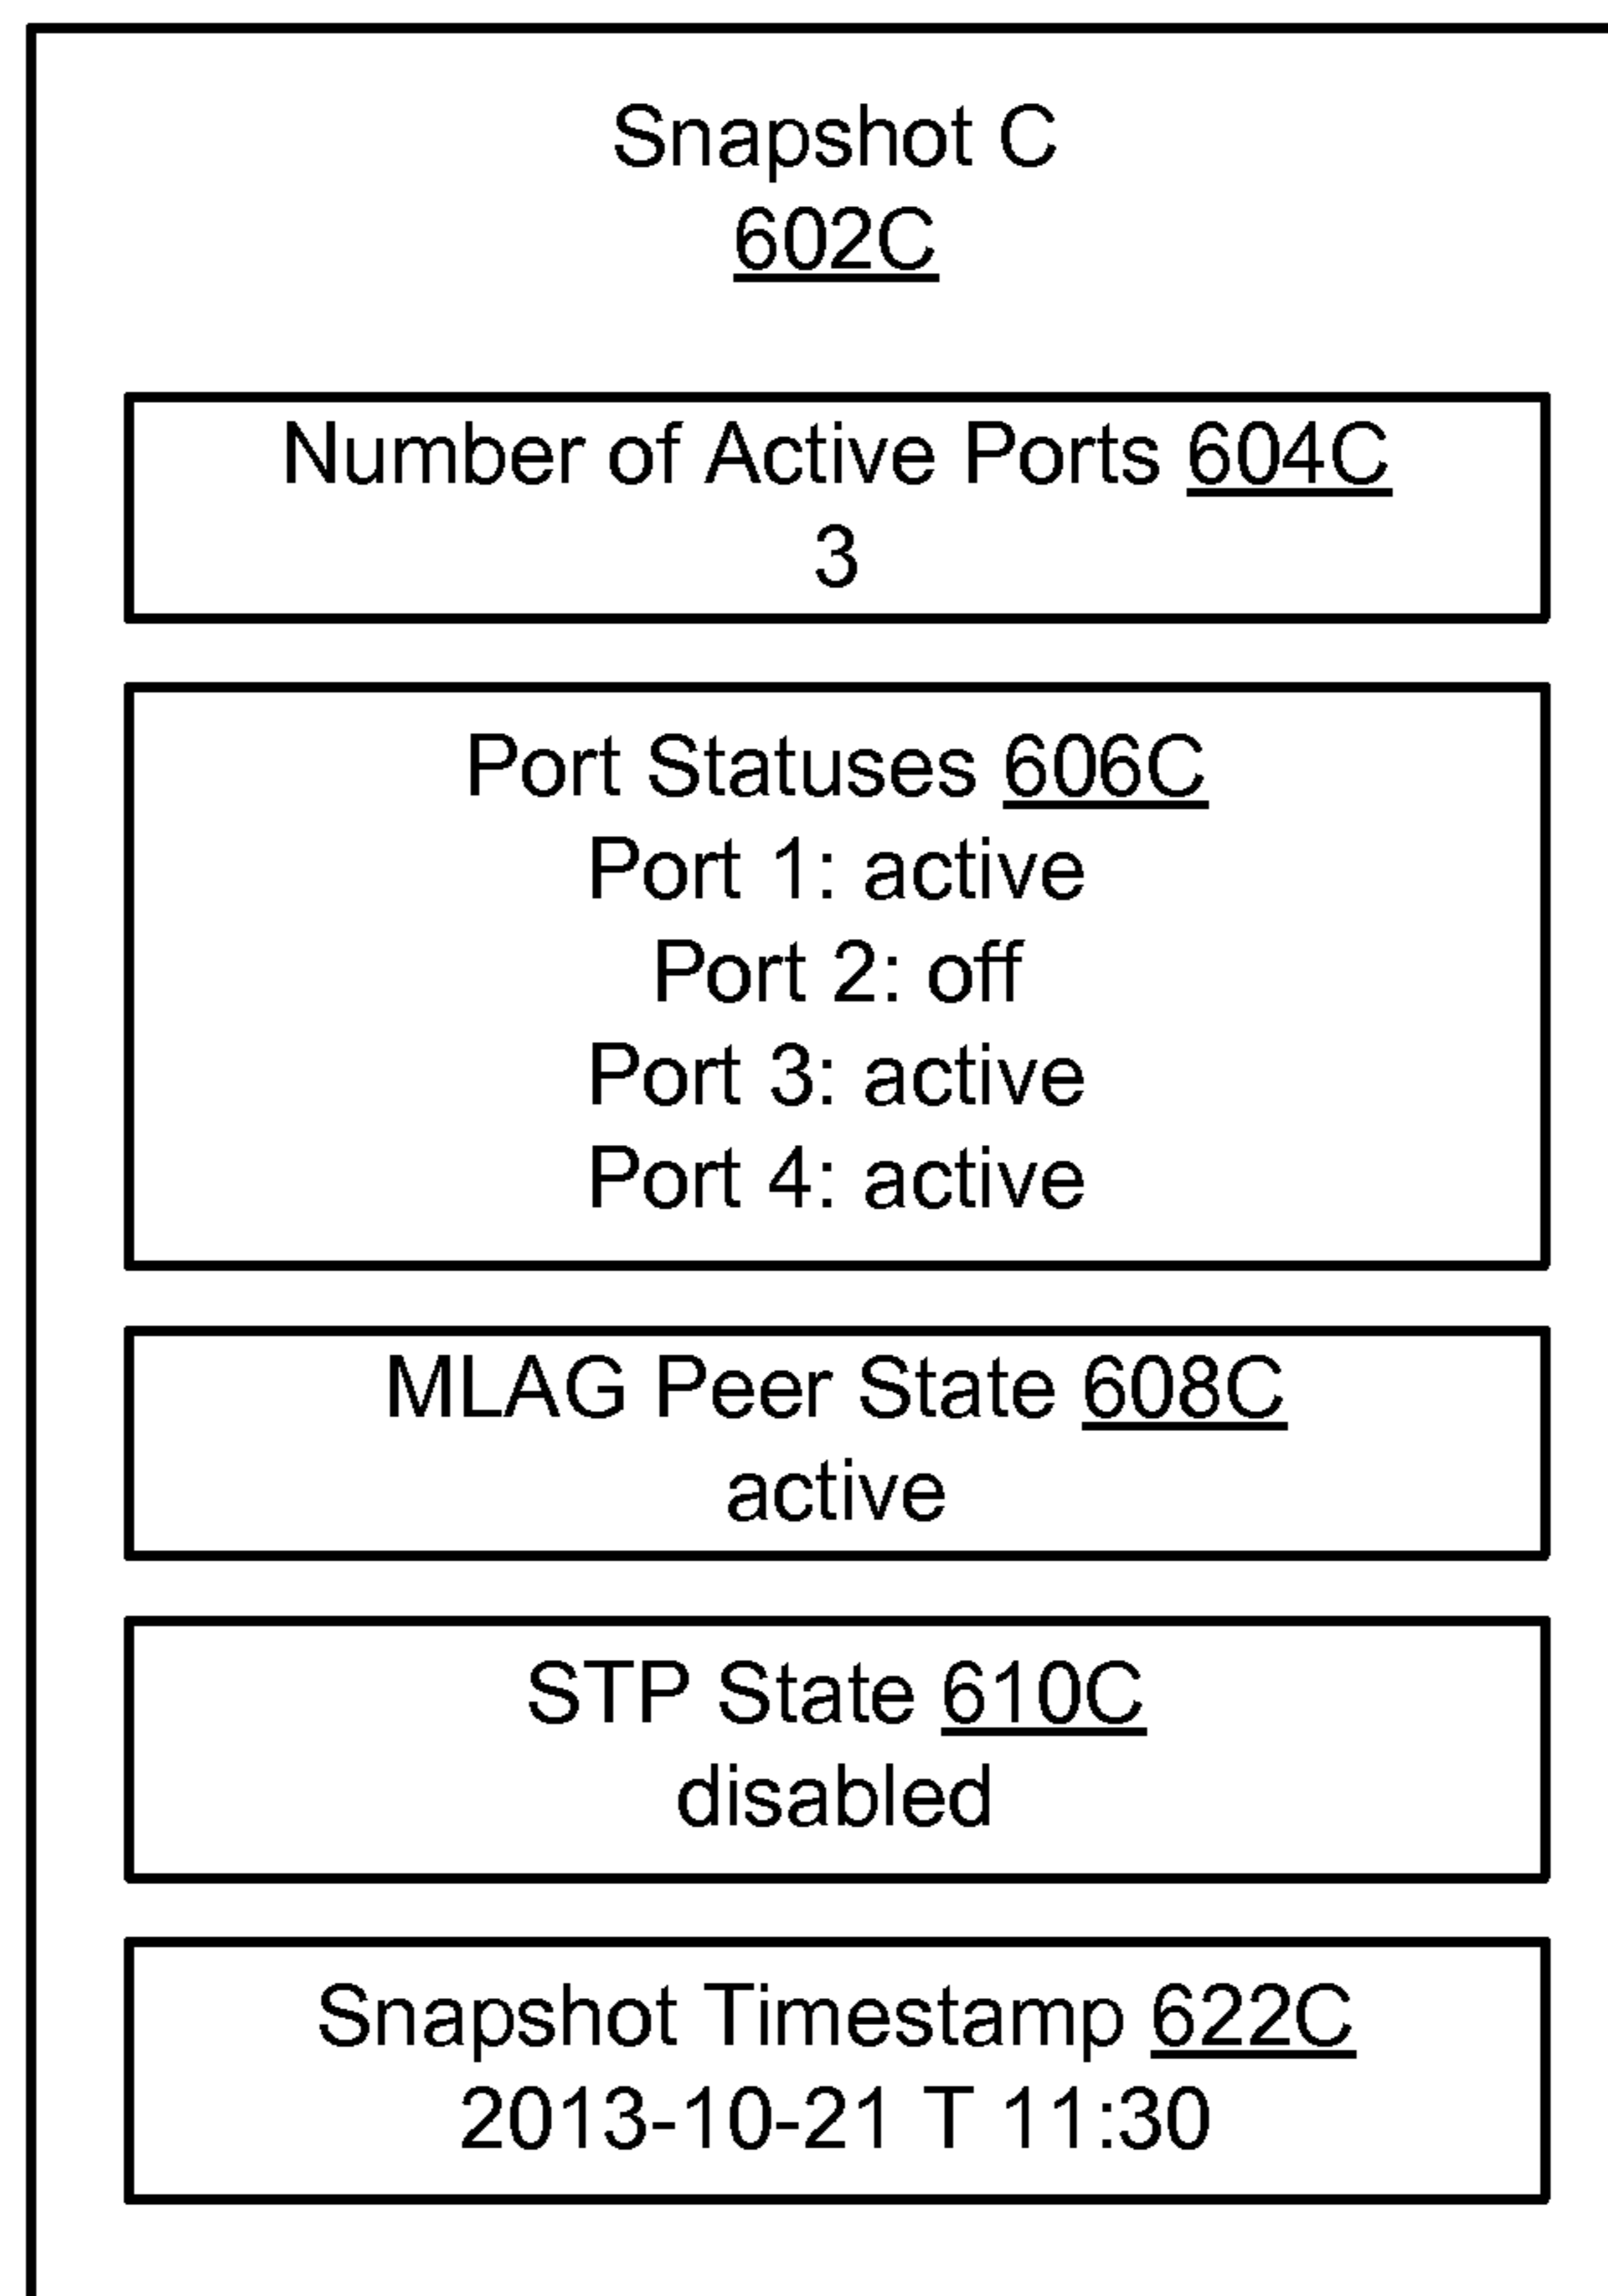 Snapshot C
602C
Number of Active Ports 604C
3
Port Statuses 606C
Port 1: active
Port 2: off
Port 3: active
Port 4: active
MLAG Peer State 608C
active
STP State 610C
disabled
Snapshot Timestamp 622C
2013-10-21 T 11:30